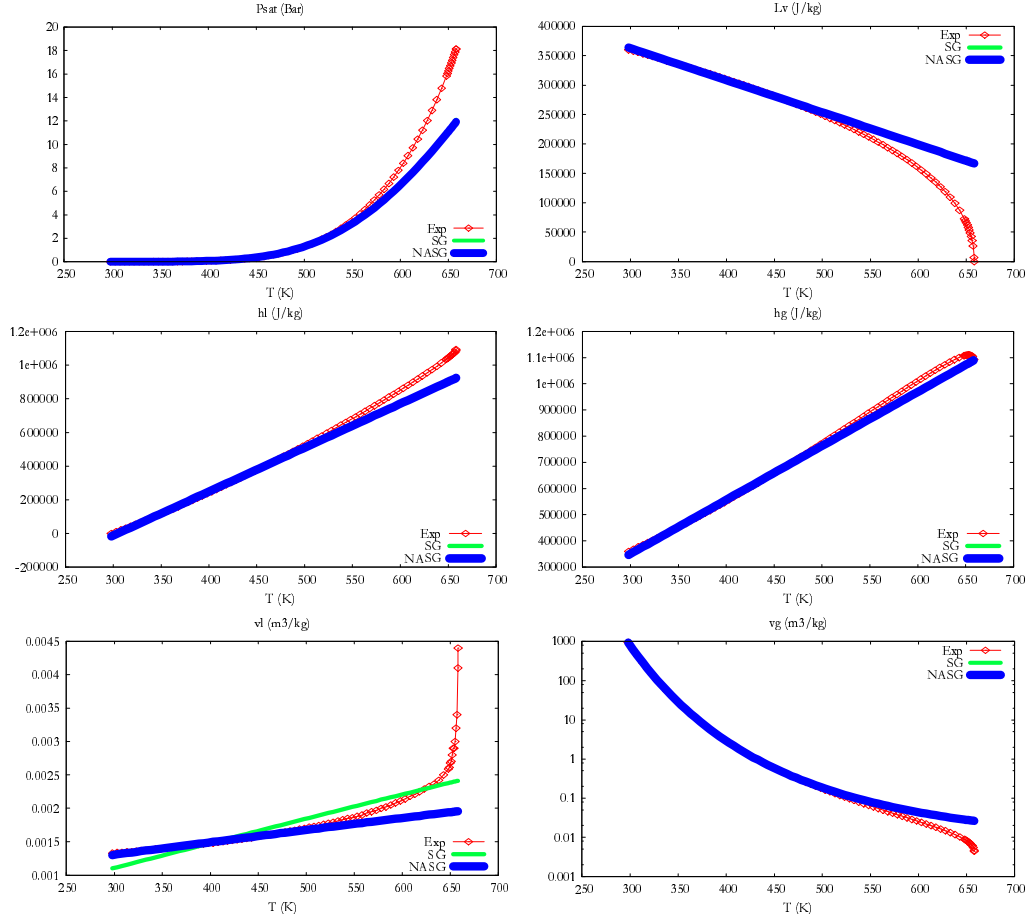 Psat (Bar)
20
18
16
14
12
10
8
6
4
2
0
Exp
SG
NASG
250 300 350 400 450 500 550 600 650 700
T (K)
Lv (J/kg)
400000
350000
300000
250000
200000
150000
100000
50000
0
Exp
SG
NASG
250 300 350 400 450 500 550 600 650 700
T (K)
hl (J/kg)
1.2e+006
1e+006
800000
600000
400000
200000
0
-200000
Exp
SG
NASG
250 300 350 400 450 500 550 600 650 700
T (K)
hg (J/kg)
1.2e+006
1.1e+006
1e+006
900000
800000
700000
600000
500000
400000
300000
Exp
SG
NASG
250 300 350 400 450 500 550 600 650 700
T (K)
vl (m3/kg)
0.0045
0.004
0.0035
0.003
0.0025
0.002
0.0015
0.001
Exp
SG
NASG
250 300 350 400 450 500 550 600 650 700
T (K)
vg (m3/kg)
1000
100
10
1
0.1
0.01
0.001
Exp
SG
NASG
250 300 350 400 450 500 550 600 650 700
T (K)